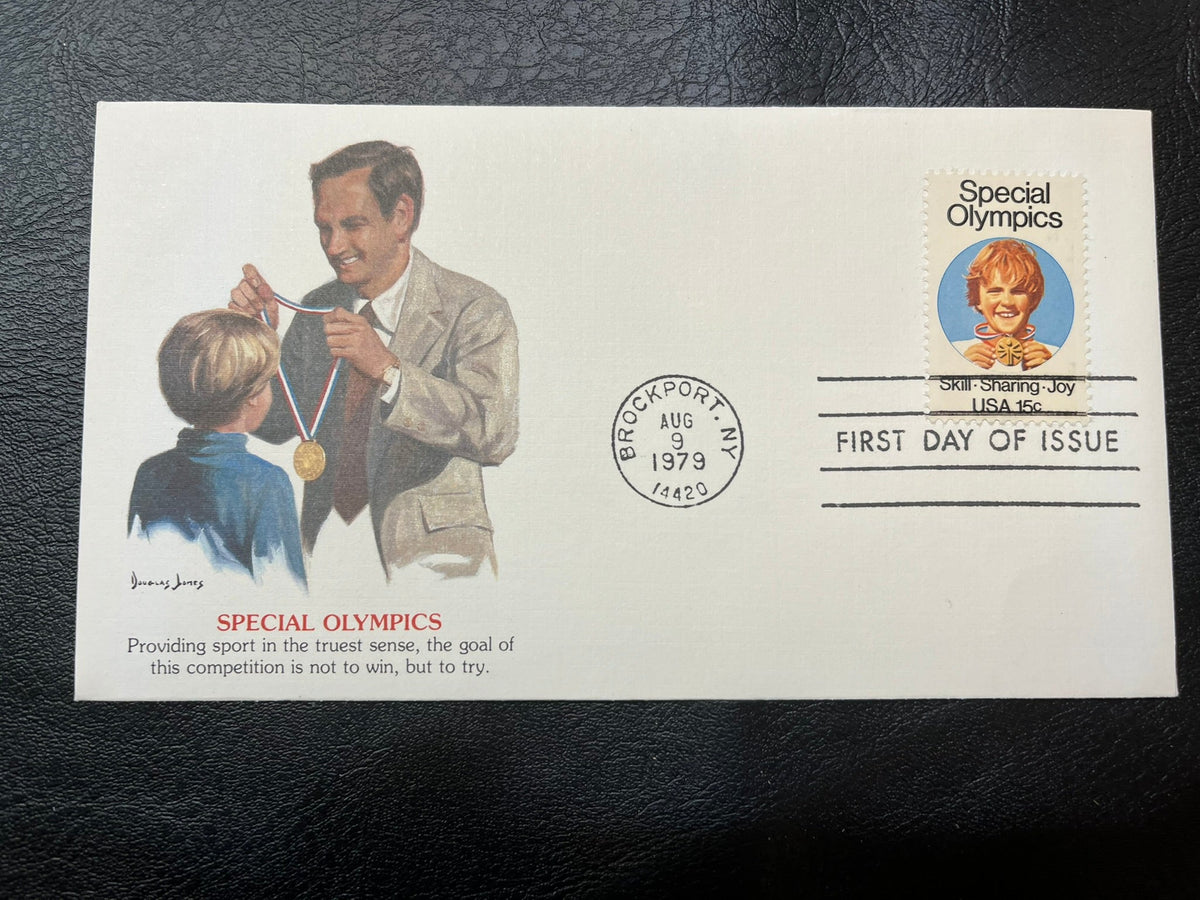 Special
Olympics
Skill·Sharing·Joy
USA 15c
BROCKPORT. NY
AUG
9
1979
14420
FIRST DAY OF ISSUE
Douglas Jones
SPECIAL OLYMPICS
Providing sport in the truest sense, the goal of
this competition is not to win, but to try.